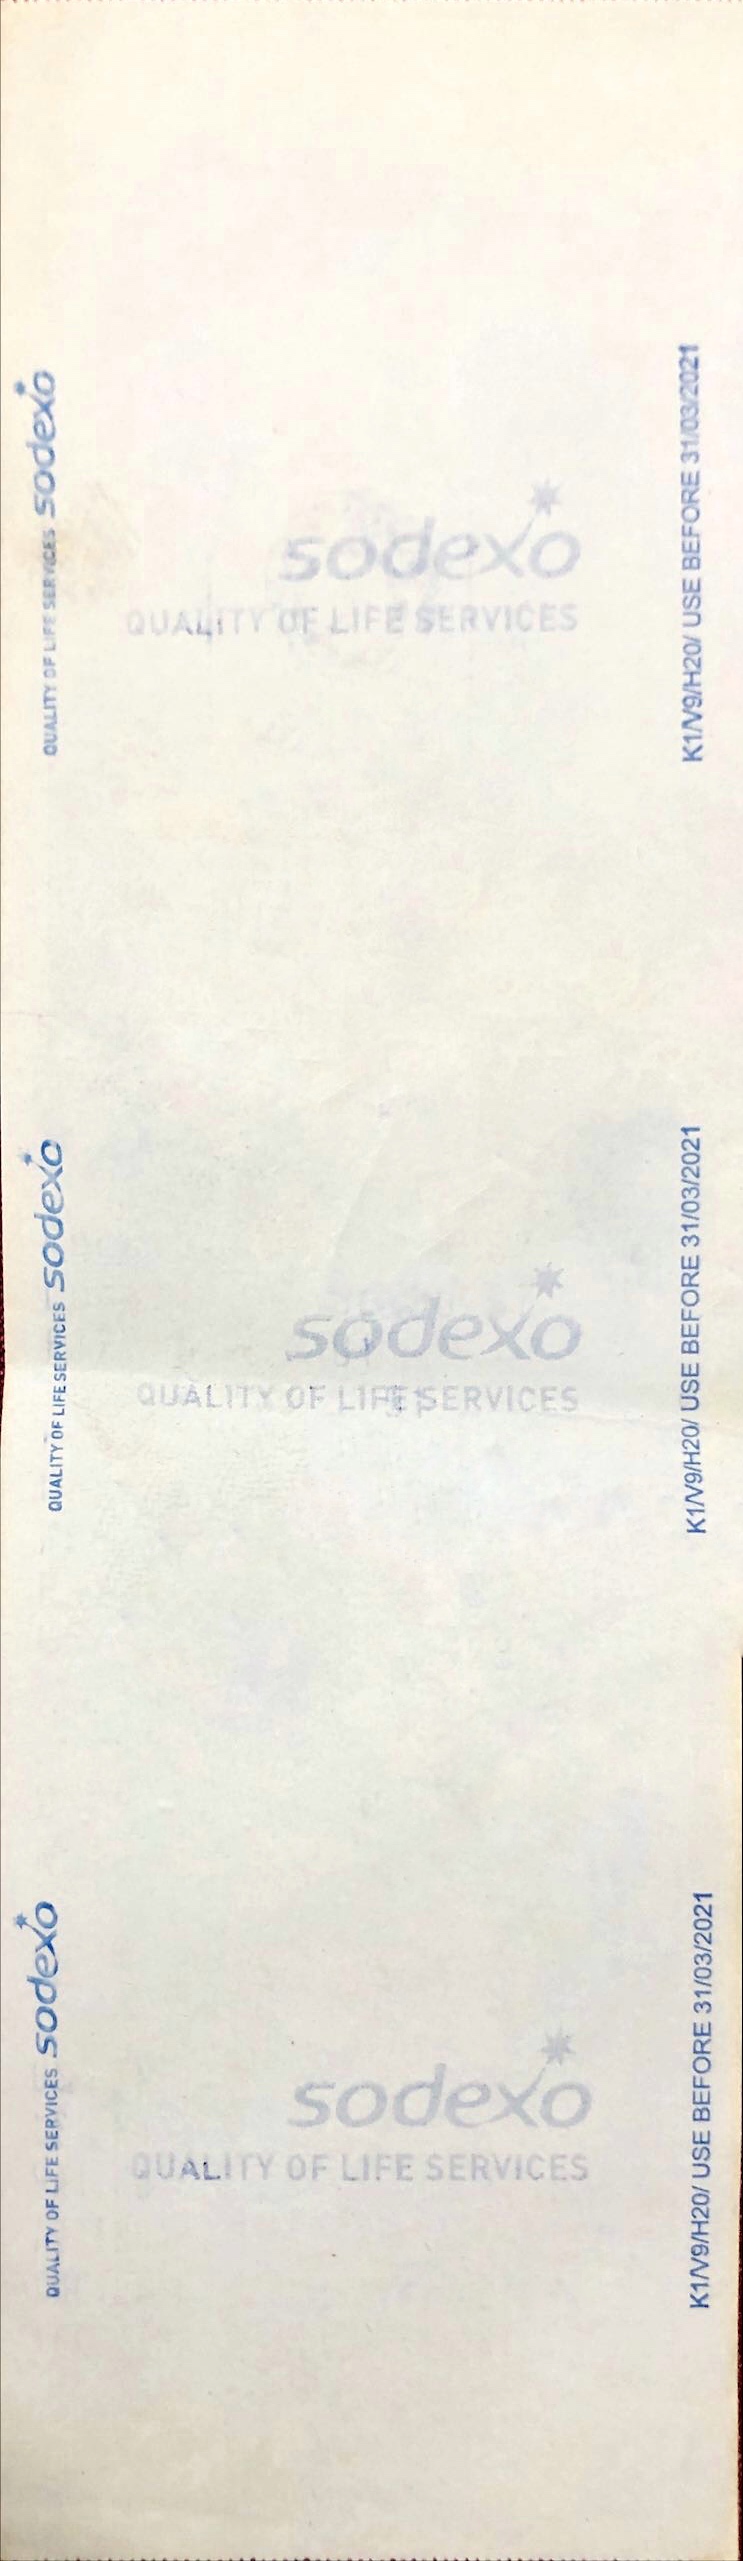 QUALITY OF LIFE SERVICES sodexo
sodexo
QUALITY OF LIFE SERVICES
K1/V9/H20/ USE BEFORE 31/03/2021
QUALITY OF LIFE SERVICES sodexo
sodexo
QUALITY OF LIFE SERVICES
K1/V9/H20/ USE BEFORE 31/03/2021
QUALITY OF LIFE SERVICES sodexo
sodexo
QUALITY OF LIFE SERVICES
K1/V9/H20/ USE BEFORE 31/03/2021